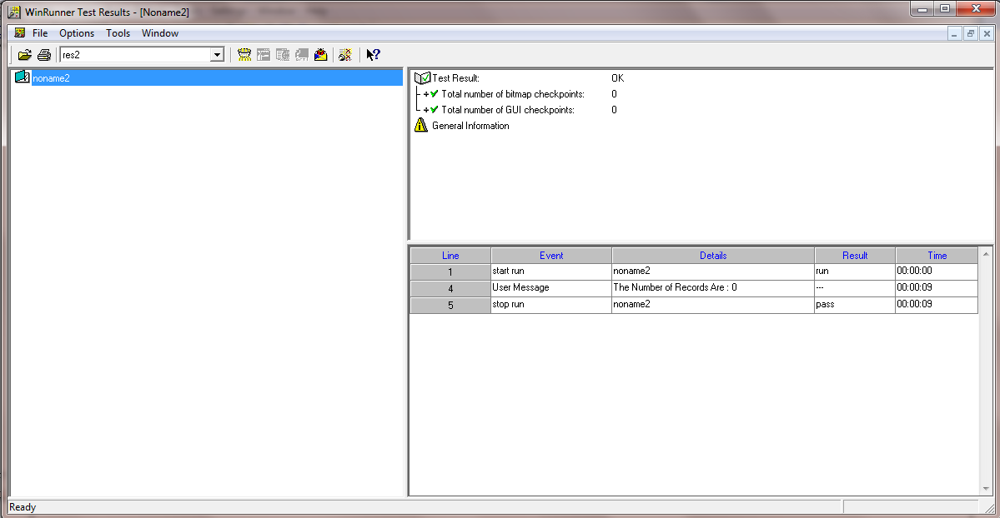 WinRunner Test Results - [Noname2]
File Options Tools Window
res2
noname2
Test Result: OK
Total number of bitmap checkpoints: 0
Total number of GUI checkpoints: 0
General Information
Line Event Details Result Time
1 start run noname2 run 00:00:00
4 User Message The Number of Records Are : 0 --- 00:00:09
5 stop run noname2 pass 00:00:09
Ready